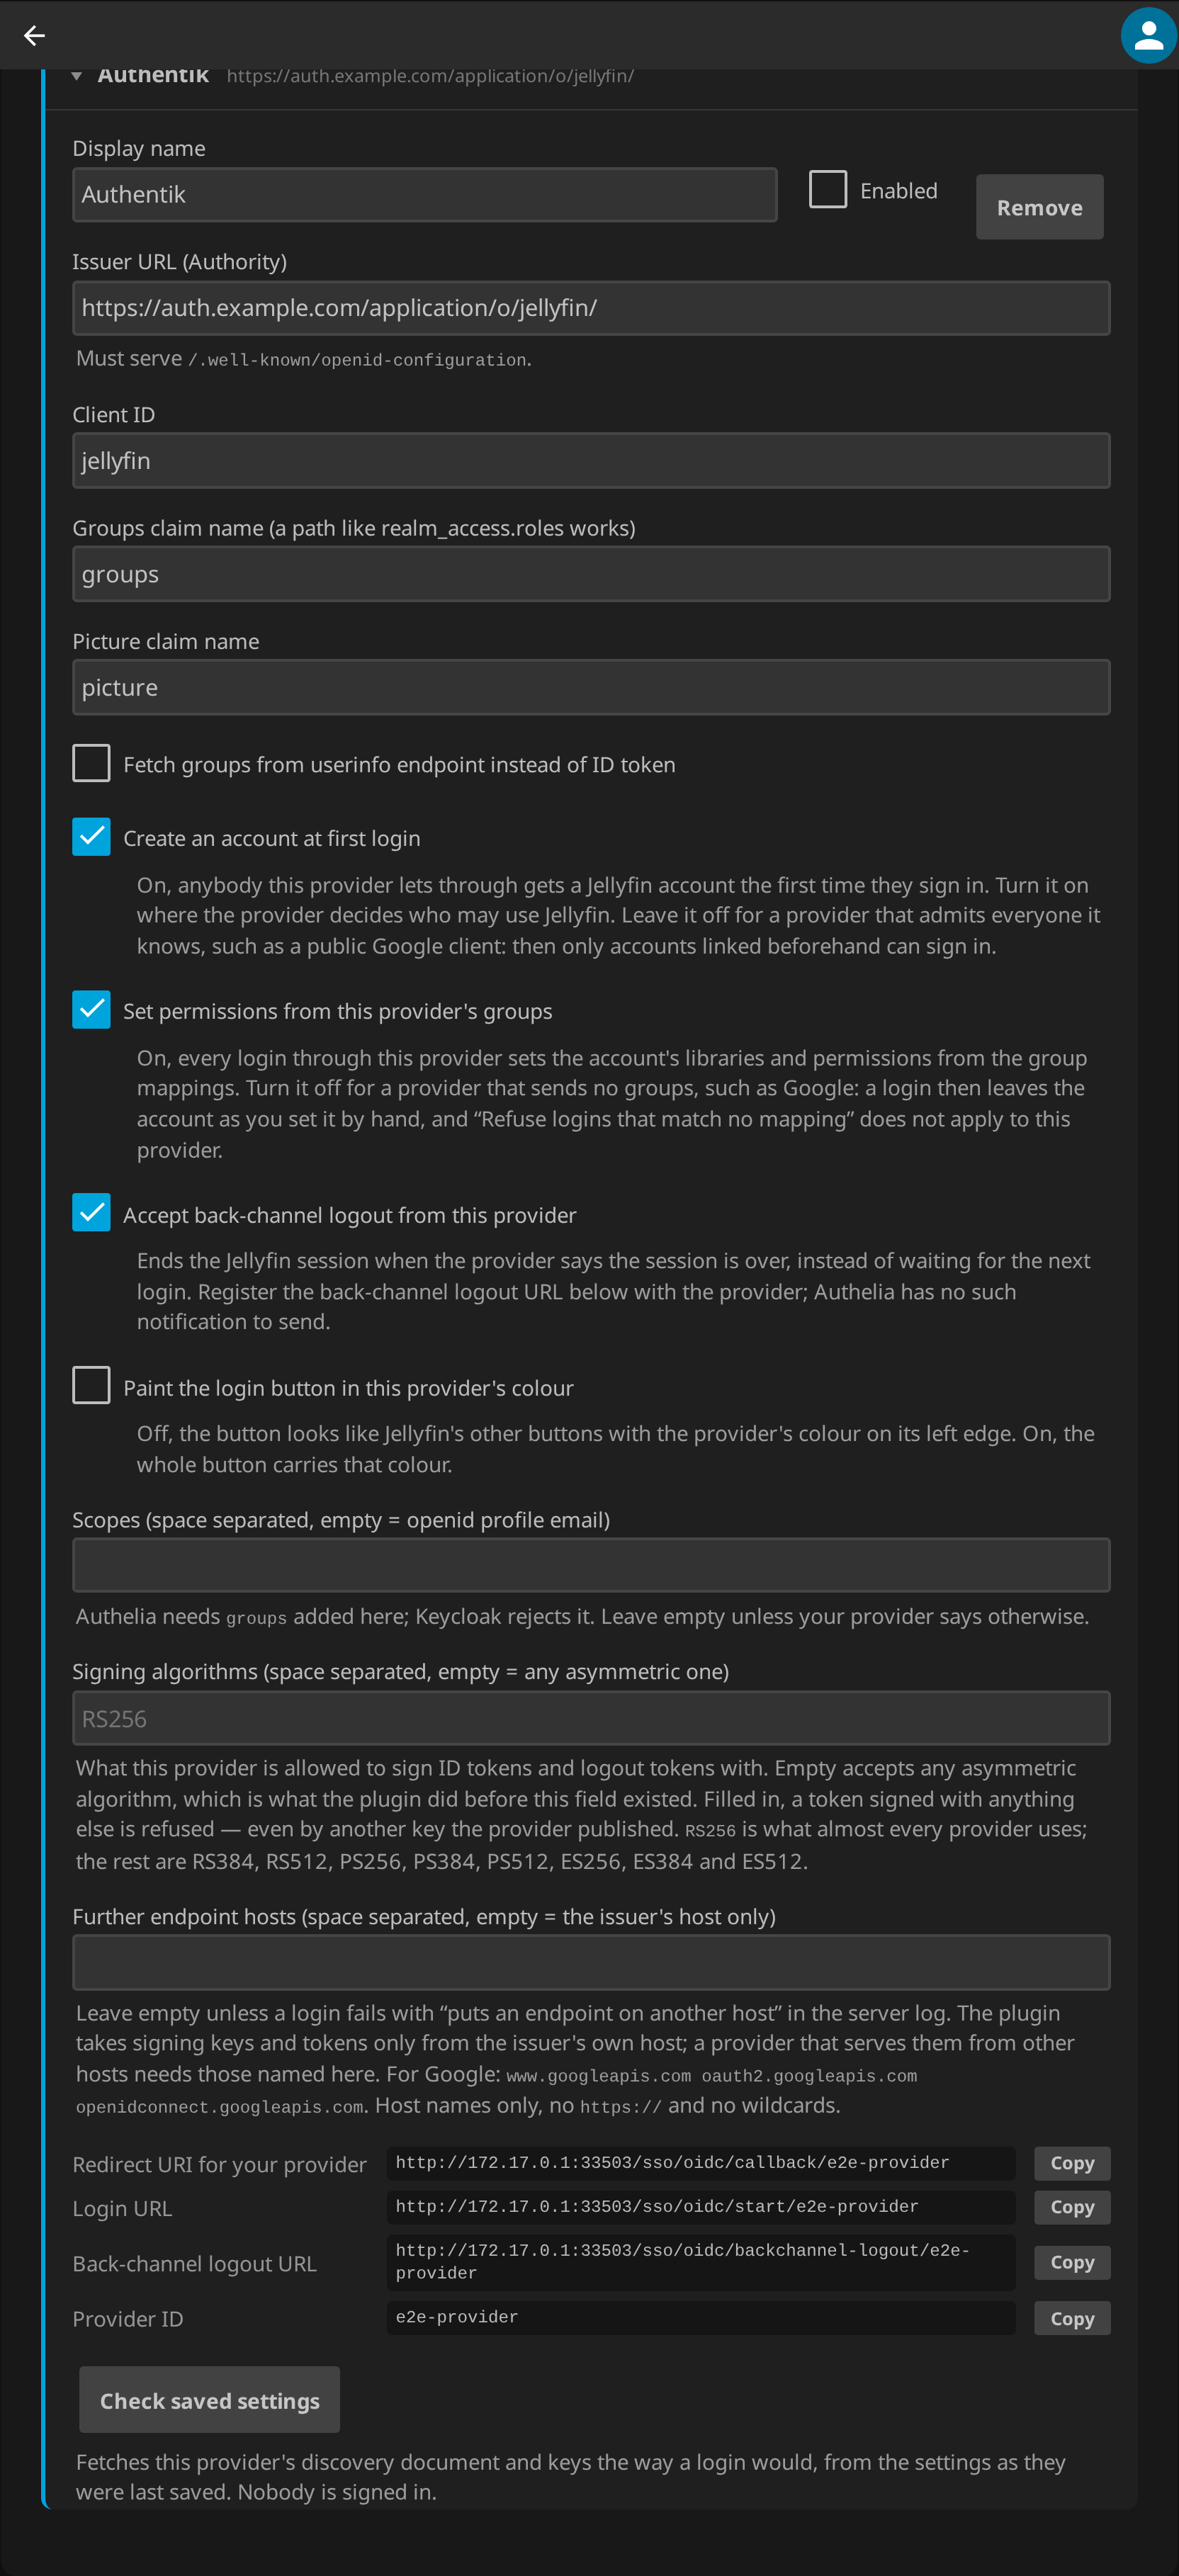 Authentik https://auth.example.com/application/o/jellyfin/
Display name
Authentik
Enabled
Remove
Issuer URL (Authority)
https://auth.example.com/application/o/jellyfin/
Must serve /.well-known/openid-configuration.
Client ID
jellyfin
Groups claim name (a path like realm_access.roles works)
groups
Picture claim name
picture
Fetch groups from userinfo endpoint instead of ID token
Create an account at first login
On, anybody this provider lets through gets a Jellyfin account the first time they sign in. Turn it on
where the provider decides who may use Jellyfin. Leave it off for a provider that admits everyone it
knows, such as a public Google client: then only accounts linked beforehand can sign in.
Set permissions from this provider's groups
On, every login through this provider sets the account's libraries and permissions from the group
mappings. Turn it off for a provider that sends no groups, such as Google: a login then leaves the
account as you set it by hand, and “Refuse logins that match no mapping” does not apply to this
provider.
Accept back-channel logout from this provider
Ends the Jellyfin session when the provider says the session is over, instead of waiting for the next
login. Register the back-channel logout URL below with the provider; Authelia has no such
notification to send.
Paint the login button in this provider's colour
Off, the button looks like Jellyfin's other buttons with the provider's colour on its left edge. On, the
whole button carries that colour.
Scopes (space separated, empty = openid profile email)
Authelia needs groups added here; Keycloak rejects it. Leave empty unless your provider says otherwise.
Signing algorithms (space separated, empty = any asymmetric one)
RS256
What this provider is allowed to sign ID tokens and logout tokens with. Empty accepts any asymmetric
algorithm, which is what the plugin did before this field existed. Filled in, a token signed with anything
else is refused — even by another key the provider published. RS256 is what almost every provider uses;
the rest are RS384, RS512, PS256, PS384, PS512, ES256, ES384 and ES512.
Further endpoint hosts (space separated, empty = the issuer's host only)
Leave empty unless a login fails with “puts an endpoint on another host” in the server log. The plugin
takes signing keys and tokens only from the issuer's own host; a provider that serves them from other
hosts needs those named here. For Google: www.googleapis.com oauth2.googleapis.com
openidconnect.googleapis.com. Host names only, no https:// and no wildcards.
Redirect URI for your provider http://172.17.0.1:33503/sso/oidc/callback/e2e-provider Copy
Login URL http://172.17.0.1:33503/sso/oidc/start/e2e-provider Copy
Back-channel logout URL http://172.17.0.1:33503/sso/oidc/backchannel-logout/e2e-
provider Copy
Provider ID e2e-provider Copy
Check saved settings
Fetches this provider's discovery document and keys the way a login would, from the settings as they
were last saved. Nobody is signed in.